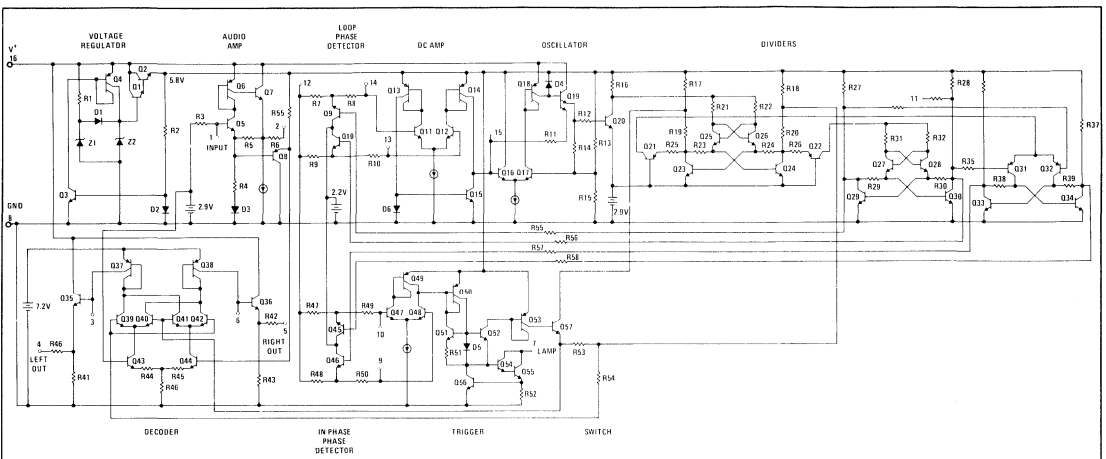 VOLTAGE
REGULATOR
AUDIO
AMP
LOOP
PHASE
DETECTOR
DC AMP
OSCILLATOR
DIVIDERS
V+
16
Q4
Q2
Q1
5.8V
R1
D1
Z1
Z2
R2
Q3
D2
R3
1
INPUT
Q6
Q7
Q5
R55
2
R5
R6
Q8
R4
D3
2.9V
12
14
R7
R8
Q9
Q10
R9
R10
13
2.2V
Q13
Q14
Q11
Q12
D6
Q15
15
Q18
D4
Q19
R12
R11
R14
R13
Q16
Q17
R15
R16
Q20
2.9V
R17
R19
Q21
R25
R23
Q23
R21
R22
Q25
Q26
R24
R18
R20
R26
Q22
Q24
R27
R31
R32
Q27
Q28
R29
R30
Q29
Q30
R28
11
R35
R38
Q31
Q32
R39
R37
Q33
Q34
GND
8
R55
R56
R57
R58
7.2V
Q37
Q38
Q35
3
6
Q36
R42
5
RIGHT
OUT
Q39
Q40
Q41
Q42
4
R46
LEFT
OUT
R41
Q43
Q44
R44
R45
R46
R43
R47
R49
Q45
Q46
10
9
R48
R50
Q49
Q47
Q48
Q50
Q51
Q52
R51
D5
Q53
Q57
7
LAMP
Q54
Q55
Q56
R52
R53
R54
DECODER
IN PHASE
PHASE
DETECTOR
TRIGGER
SWITCH